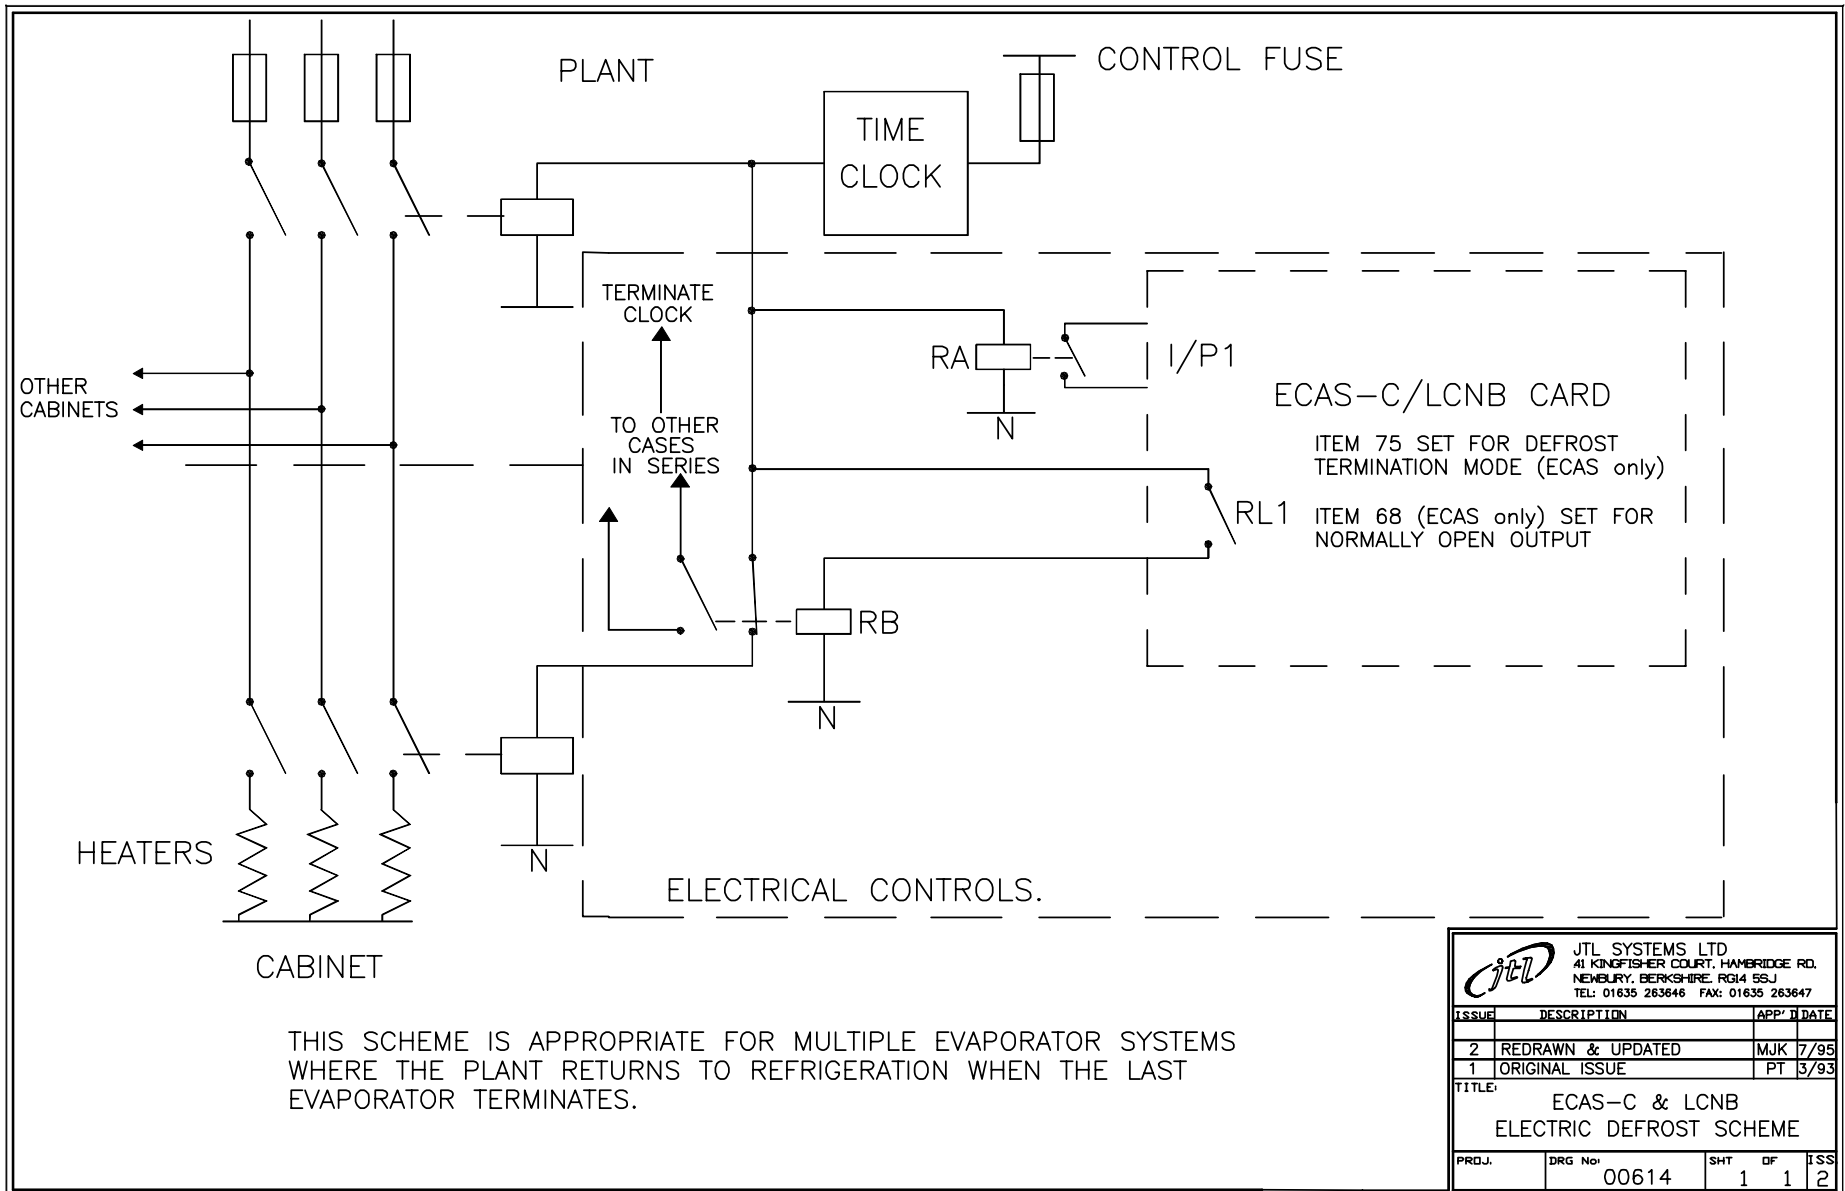 PLANT
CONTROL FUSE
TIME
CLOCK
TERMINATE
CLOCK
RA
I/P1
OTHER
CABINETS
ECAS-C/LCNB CARD
TO OTHER
CASES
IN SERIES
N
ITEM 75 SET FOR DEFROST
TERMINATION MODE (ECAS only)
RL1
ITEM 68 (ECAS only) SET FOR
NORMALLY OPEN OUTPUT
RB
N
HEATERS
N
ELECTRICAL CONTROLS.
CABINET
THIS SCHEME IS APPROPRIATE FOR MULTIPLE EVAPORATOR SYSTEMS
WHERE THE PLANT RETURNS TO REFRIGERATION WHEN THE LAST
EVAPORATOR TERMINATES.
jtl
JTL SYSTEMS LTD
41 KINGFISHER COURT, HAMBRIDGE RD,
NEWBURY, BERKSHIRE. RG14 5SJ
TEL: 01635 263646 FAX: 01635 263647
ISSUE DESCRIPTION APP'D DATE
2 REDRAWN & UPDATED MJK 7/95
1 ORIGINAL ISSUE PT 3/93
TITLE:
ECAS-C & LCNB
ELECTRIC DEFROST SCHEME
PROJ. DRG No: 00614 SHT 1 OF 1 ISS 2